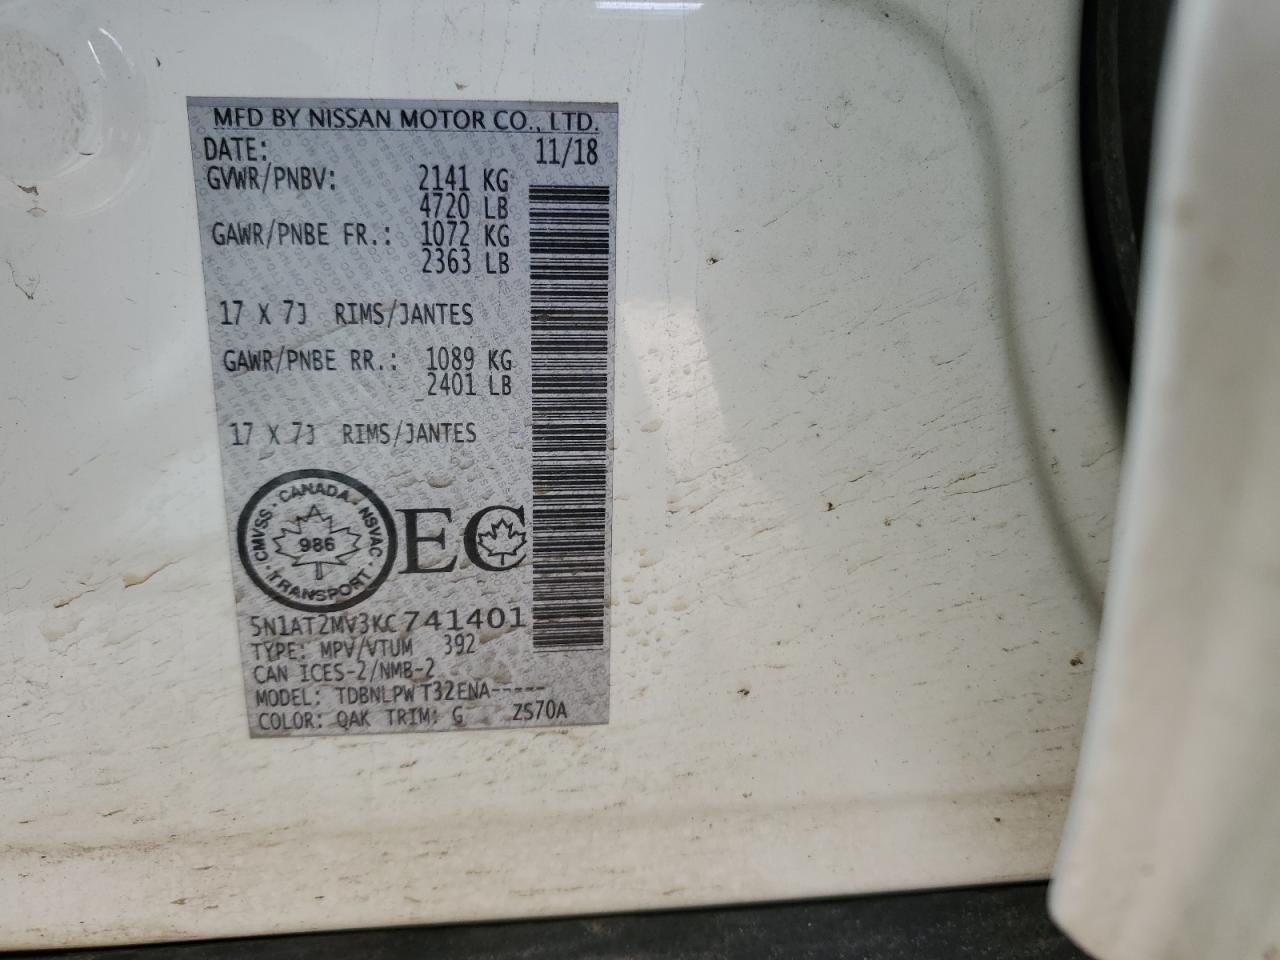 MFD BY NISSAN MOTOR CO., LTD.
DATE: 11/18
GVWR/PNBV: 2141 KG
4720 LB
GAWR/PNBE FR.: 1072 KG
2363 LB
17 X 7J RIMS/JANTES
GAWR/PNBE RR.: 1089 KG
2401 LB
17 X 7J RIMS/JANTES
CANADA
CMVSS · NSVAC
986
TRANSPORT
EC
5N1AT2MV3KC741401
TYPE: MPV/VTUM 392
CAN ICES-2/NMB-2
MODEL: TDBNLPWT32ENA-----
COLOR: QAK TRIM: G ZS70A